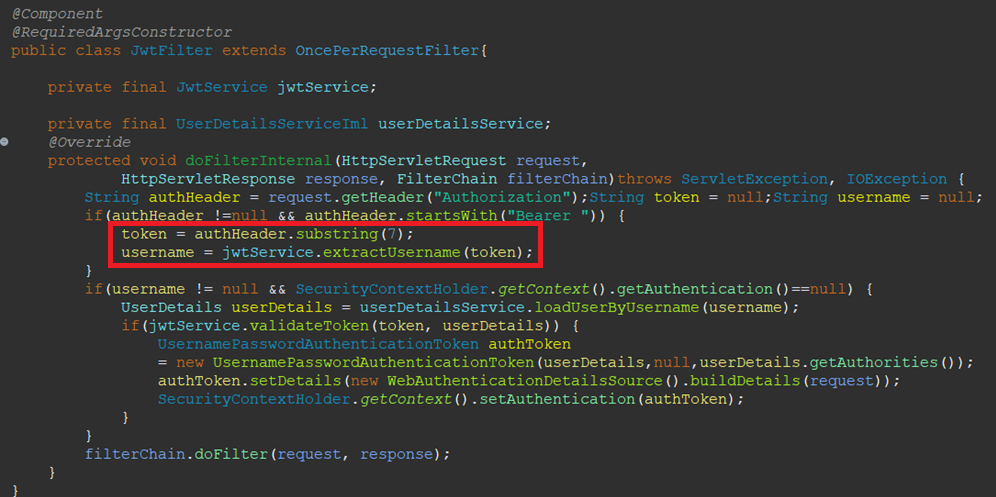 @Component
@RequiredArgsConstructor
public class JwtFilter extends OncePerRequestFilter{
private final JwtService jwtService;
private final UserDetailsServiceIml userDetailsService;
@Override
protected void doFilterInternal(HttpServletRequest request,
HttpServletResponse response, FilterChain filterChain)throws ServletException, IOException {
String authHeader = request.getHeader("Authorization");String token = null;String username = null;
if(authHeader !=null && authHeader.startsWith("Bearer ")) {
token = authHeader.substring(7);
username = jwtService.extractUsername(token);
}
if(username != null && SecurityContextHolder.getContext().getAuthentication()==null) {
UserDetails userDetails = userDetailsService.loadUserByUsername(username);
if(jwtService.validateToken(token, userDetails)) {
UsernamePasswordAuthenticationToken authToken
= new UsernamePasswordAuthenticationToken(userDetails,null,userDetails.getAuthorities());
authToken.setDetails(new WebAuthenticationDetailsSource().buildDetails(request));
SecurityContextHolder.getContext().setAuthentication(authToken);
}
}
filterChain.doFilter(request, response);
}
}